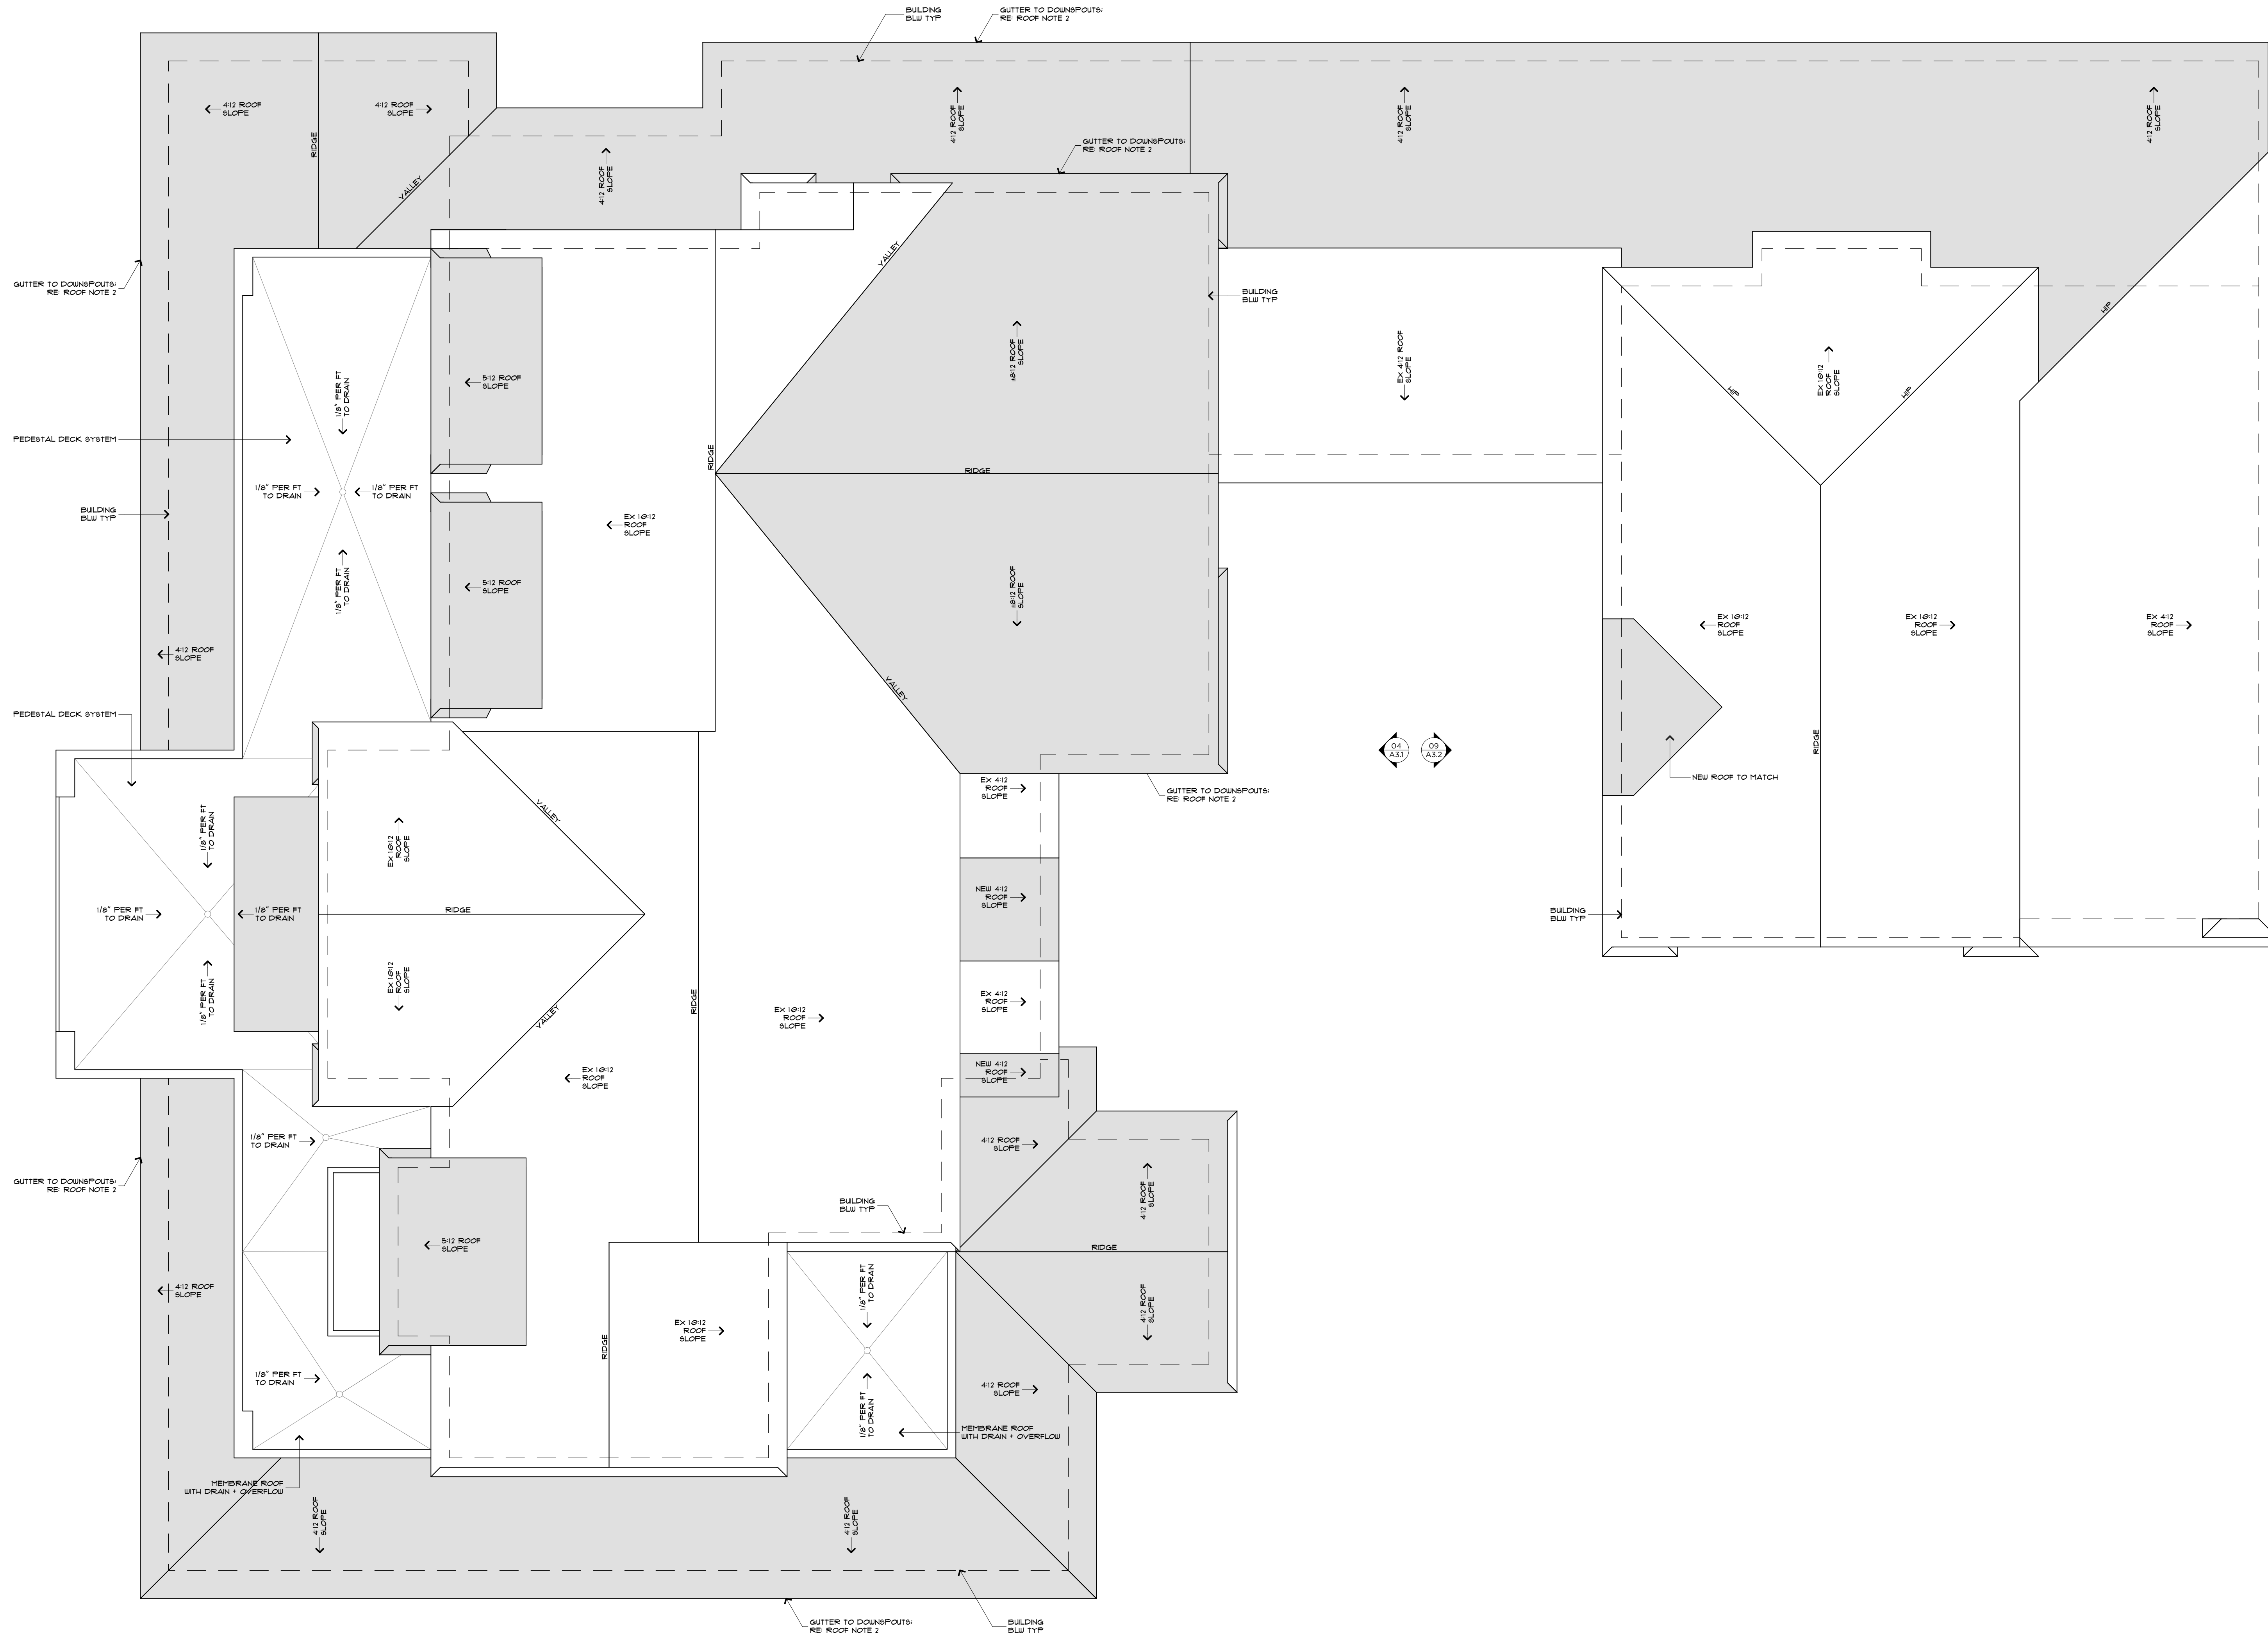 BUILDING
BLW TYP
GUTTER TO DOWNSPOUTS:
RE: ROOF NOTE 2
4:12 ROOF
SLOPE
4:12 ROOF
SLOPE
RIDGE
VALLEY
4:12 ROOF
SLOPE
4:12 ROOF
SLOPE
GUTTER TO DOWNSPOUTS:
RE: ROOF NOTE 2
4:12 ROOF
SLOPE
4:12 ROOF
SLOPE
GUTTER TO DOWNSPOUTS:
RE: ROOF NOTE 2
VALLEY
BUILDING
BLW TYP
HIP
±8:12 ROOF
SLOPE
EX 4:12 ROOF
SLOPE
EX 10:12
ROOF
SLOPE
HIP
HIP
1/8" PER FT
TO DRAIN
5:12 ROOF
SLOPE
PEDESTAL DECK SYSTEM
RIDGE
RIDGE
1/8" PER FT
TO DRAIN
1/8" PER FT
TO DRAIN
BUILDING
BLW TYP
EX 10:12
ROOF
SLOPE
1/8" PER FT
TO DRAIN
5:12 ROOF
SLOPE
±8:12 ROOF
SLOPE
EX 10:12
ROOF
SLOPE
EX 10:12
ROOF
SLOPE
EX 4:12
ROOF
SLOPE
4:12 ROOF
SLOPE
VALLEY
PEDESTAL DECK SYSTEM
RIDGE
04
A3.1
09
A3.2
NEW ROOF TO MATCH
EX 4:12
ROOF
SLOPE
GUTTER TO DOWNSPOUTS:
RE: ROOF NOTE 2
VALLEY
1/8" PER FT
TO DRAIN
EX 10:12
ROOF
SLOPE
NEW 4:12
ROOF
SLOPE
1/8" PER FT
TO DRAIN
1/8" PER FT
TO DRAIN
RIDGE
BUILDING
BLW TYP
1/8" PER FT
TO DRAIN
EX 10:12
ROOF
SLOPE
VALLEY
RIDGE
EX 10:12
ROOF
SLOPE
EX 4:12
ROOF
SLOPE
EX 10:12
ROOF
SLOPE
NEW 4:12
ROOF
SLOPE
1/8" PER FT
TO DRAIN
4:12 ROOF
SLOPE
GUTTER TO DOWNSPOUTS:
RE: ROOF NOTE 2
BUILDING
BLW TYP
4:12 ROOF
SLOPE
5:12 ROOF
SLOPE
RIDGE
4:12 ROOF
SLOPE
1/8" PER FT
TO DRAIN
4:12 ROOF
SLOPE
EX 10:12
ROOF
SLOPE
RIDGE
1/8" PER FT
TO DRAIN
1/8" PER FT
TO DRAIN
4:12 ROOF
SLOPE
MEMBRANE ROOF
WITH DRAIN + OVERFLOW
MEMBRANE ROOF
WITH DRAIN + OVERFLOW
4:12 ROOF
SLOPE
4:12 ROOF
SLOPE
GUTTER TO DOWNSPOUTS:
RE: ROOF NOTE 2
BUILDING
BLW TYP